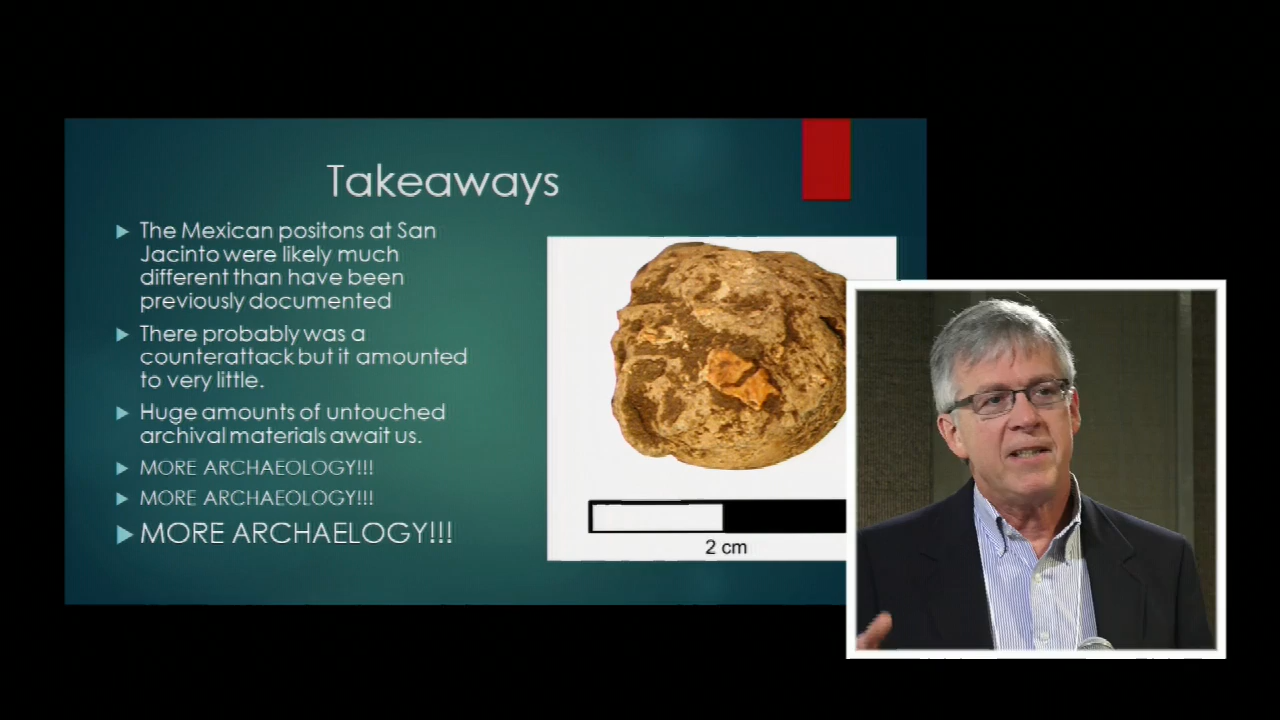 Takeaways
The Mexican positons at San
Jacinto were likely much
different than have been
previously documented
There probably was a
counterattack but it amounted
to very little.
Huge amounts of untouched
archival materials await us.
MORE ARCHAEOLOGY!!!
MORE ARCHAEOLOGY!!!
MORE ARCHAELOGY!!!
2 cm